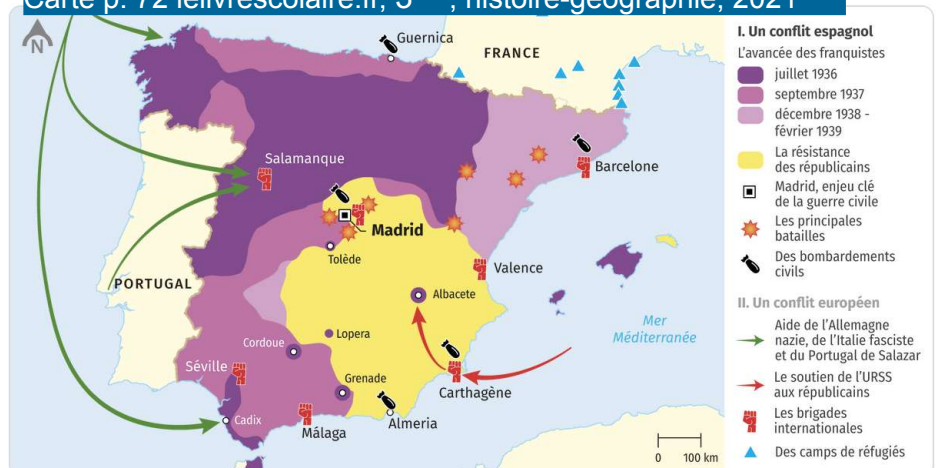 Carte p. 72 lelivrescolaire.fr, 3, histoire-géographie, 2021
N
Guernica
FRANCE
Salamanque
Barcelone
Madrid
Tolède
Valence
PORTUGAL
Albacete
Mer
Méditerranée
Lopera
Cordoue
Séville
Grenade
Carthagène
Cadix
Málaga
Almeria
0 100 km
I. Un conflit espagnol
L'avancée des franquistes
juillet 1936
septembre 1937
décembre 1938 -
février 1939
La résistance
des républicains
Madrid, enjeu clé
de la guerre civile
Les principales
batailles
Des bombardements
civils
II. Un conflit européen
Aide de l'Allemagne
nazie, de l'Italie fasciste
et du Portugal de Salazar
Le soutien de l'URSS
aux républicains
Les brigades
internationales
Des camps de réfugiés